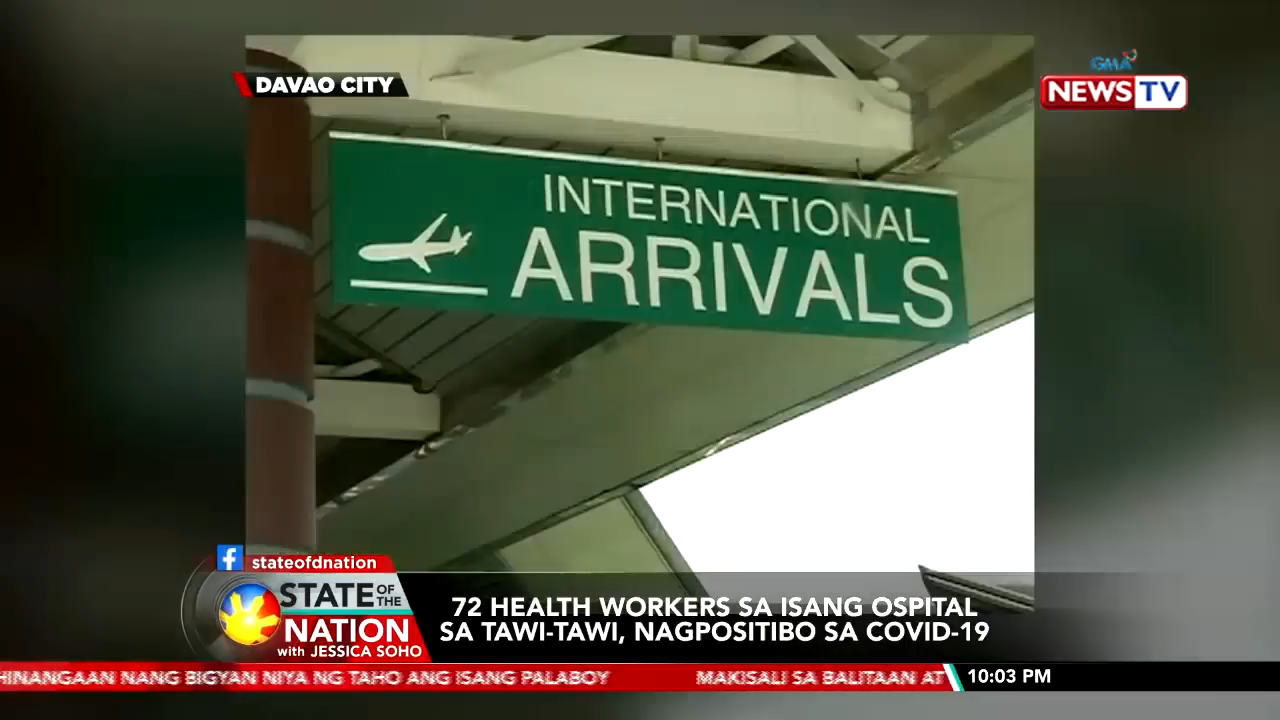 DAVAO CITY
GMA
NEWS TV
INTERNATIONAL
ARRIVALS
stateofdnation
STATE OF THE
NATION
with JESSICA SOHO
72 HEALTH WORKERS SA ISANG OSPITAL
SA TAWI-TAWI, NAGPOSITIBO SA COVID-19
HINANGAAN NANG BIGYAN NIYA NG TAHO ANG ISANG PALABOY MAKISALI SA BALITAAN AT
10:03 PM